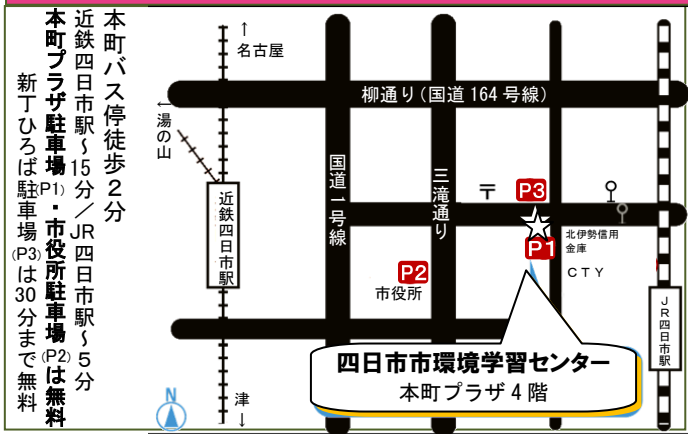 本町バス停徒歩2分
近鉄四日市駅~15分/JR四日市駅~5分
本町プラザ駐車場(P1)・市役所駐車場(P2)は無料
新丁ひろば駐車場(P3)は30分まで無料
↑
名古屋
柳通り(国道164号線)
←湯の山
国道一号線
三滝通り
〒
P3
近鉄四日市駅
北伊勢信用
金庫
P1
CTY
P2
市役所
JR四日市駅
四日市市環境学習センター
本町プラザ4階
N
津
↓